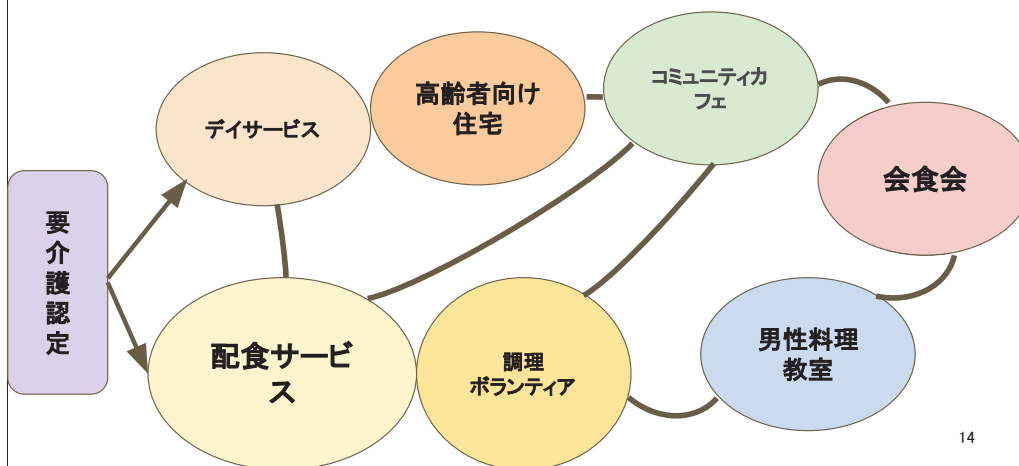 要
介
護
認
定
デイサービス
高齢者向け
住宅
コミュニティカ
フェ
会食会
配食サービ
ス
調理
ボランティア
男性料理
教室
14